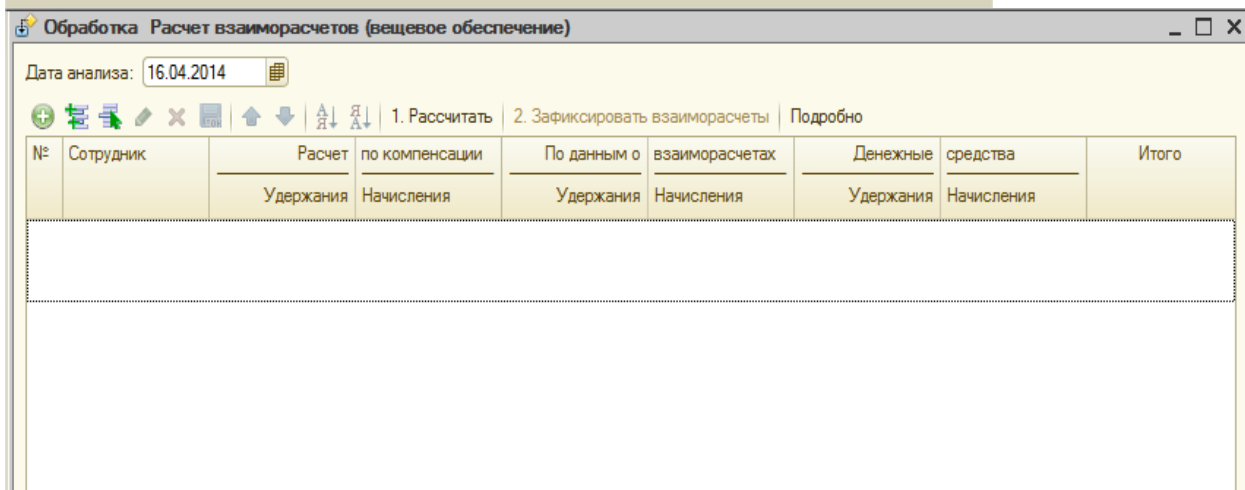 Обработка Расчет взаиморасчетов (вещевое обеспечение)
Дата анализа: 16.04.2014
1. Рассчитать 2. Зафиксировать взаиморасчеты Подробно
№ Сотрудник Расчет по компенсации По данным о взаиморасчетах Денежные средства Итого
Удержания Начисления Удержания Начисления Удержания Начисления